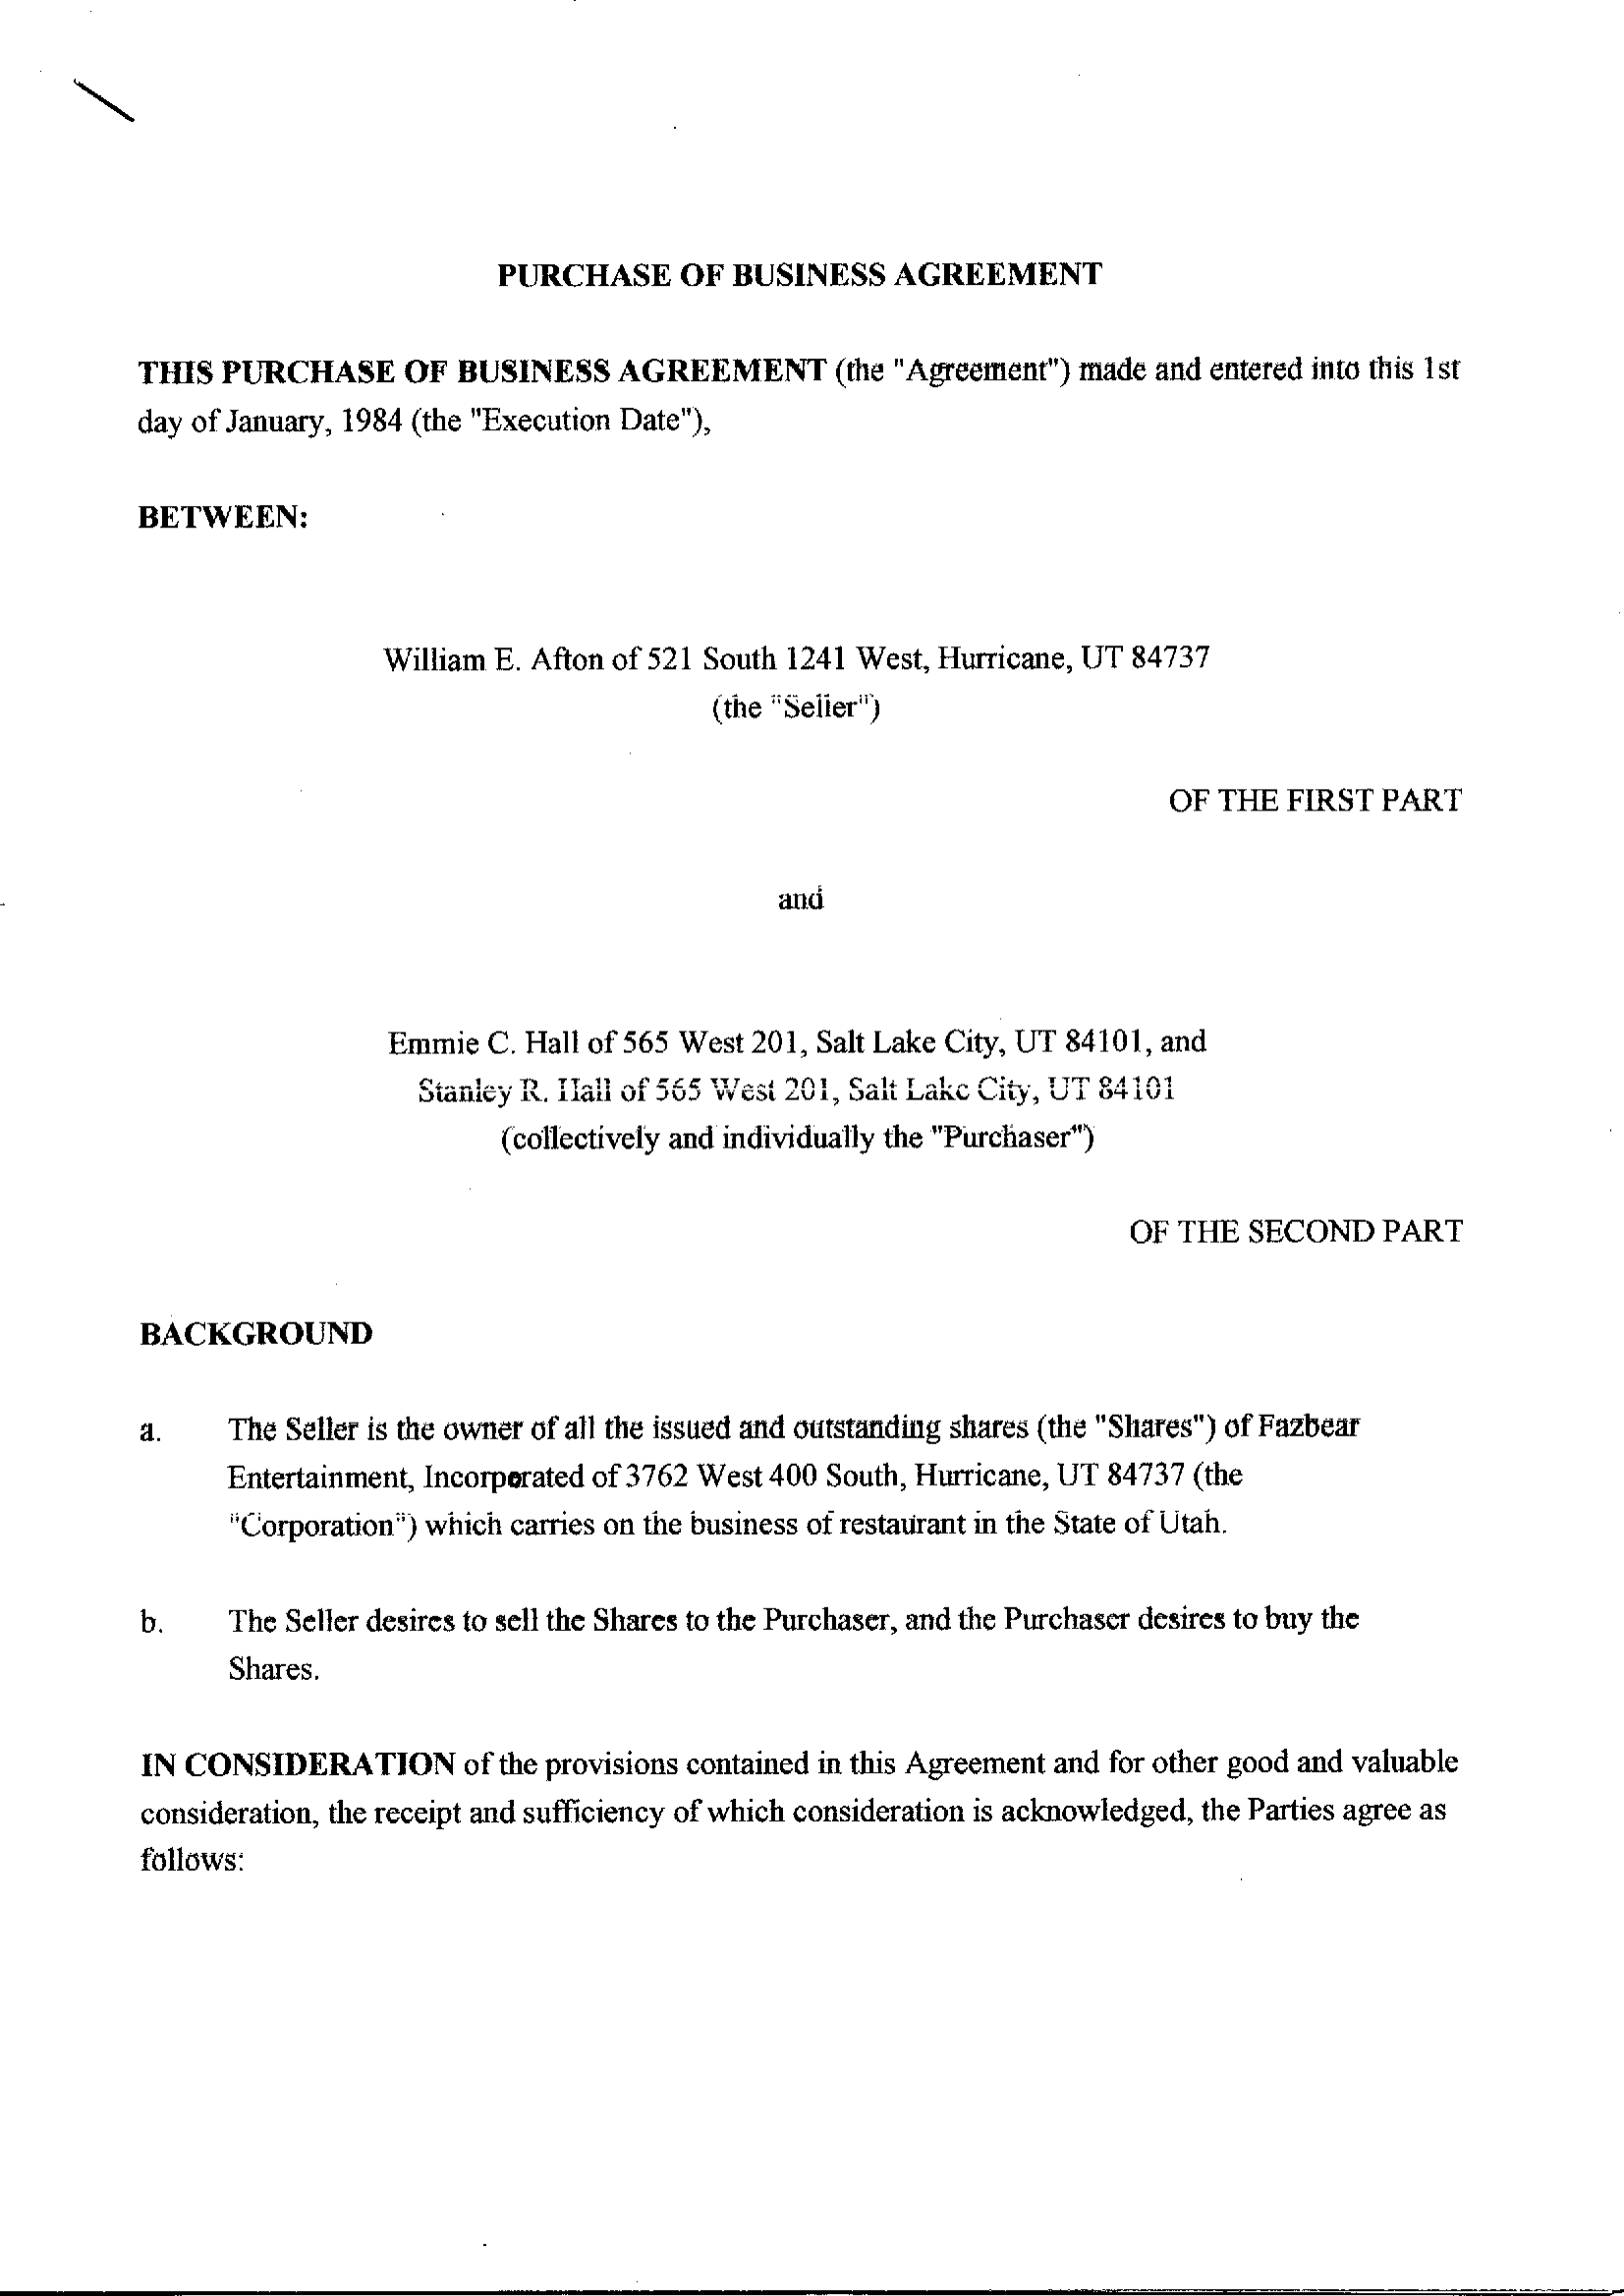 PURCHASE OF BUSINESS AGREEMENT
THIS PURCHASE OF BUSINESS AGREEMENT (the "Agreement") made and entered into this 1st
day of January, 1984 (the "Execution Date"),
BETWEEN:
William E. Afton of 521 South 1241 West, Hurricane, UT 84737
(the "Seller")
OF THE FIRST PART
and
Emmie C. Hall of 565 West 201, Salt Lake City, UT 84101, and
Stanley R. Hall of 565 West 201, Salt Lake City, UT 84101
(collectively and individually the "Purchaser")
OF THE SECOND PART
BACKGROUND
a. The Seller is the owner of all the issued and outstanding shares (the "Shares") of Fazbear
Entertainment, Incorporated of 3762 West 400 South, Hurricane, UT 84737 (the
"Corporation") which carries on the business of restaurant in the State of Utah.
b. The Seller desires to sell the Shares to the Purchaser, and the Purchaser desires to buy the
Shares.
IN CONSIDERATION of the provisions contained in this Agreement and for other good and valuable
consideration, the receipt and sufficiency of which consideration is acknowledged, the Parties agree as
follows: